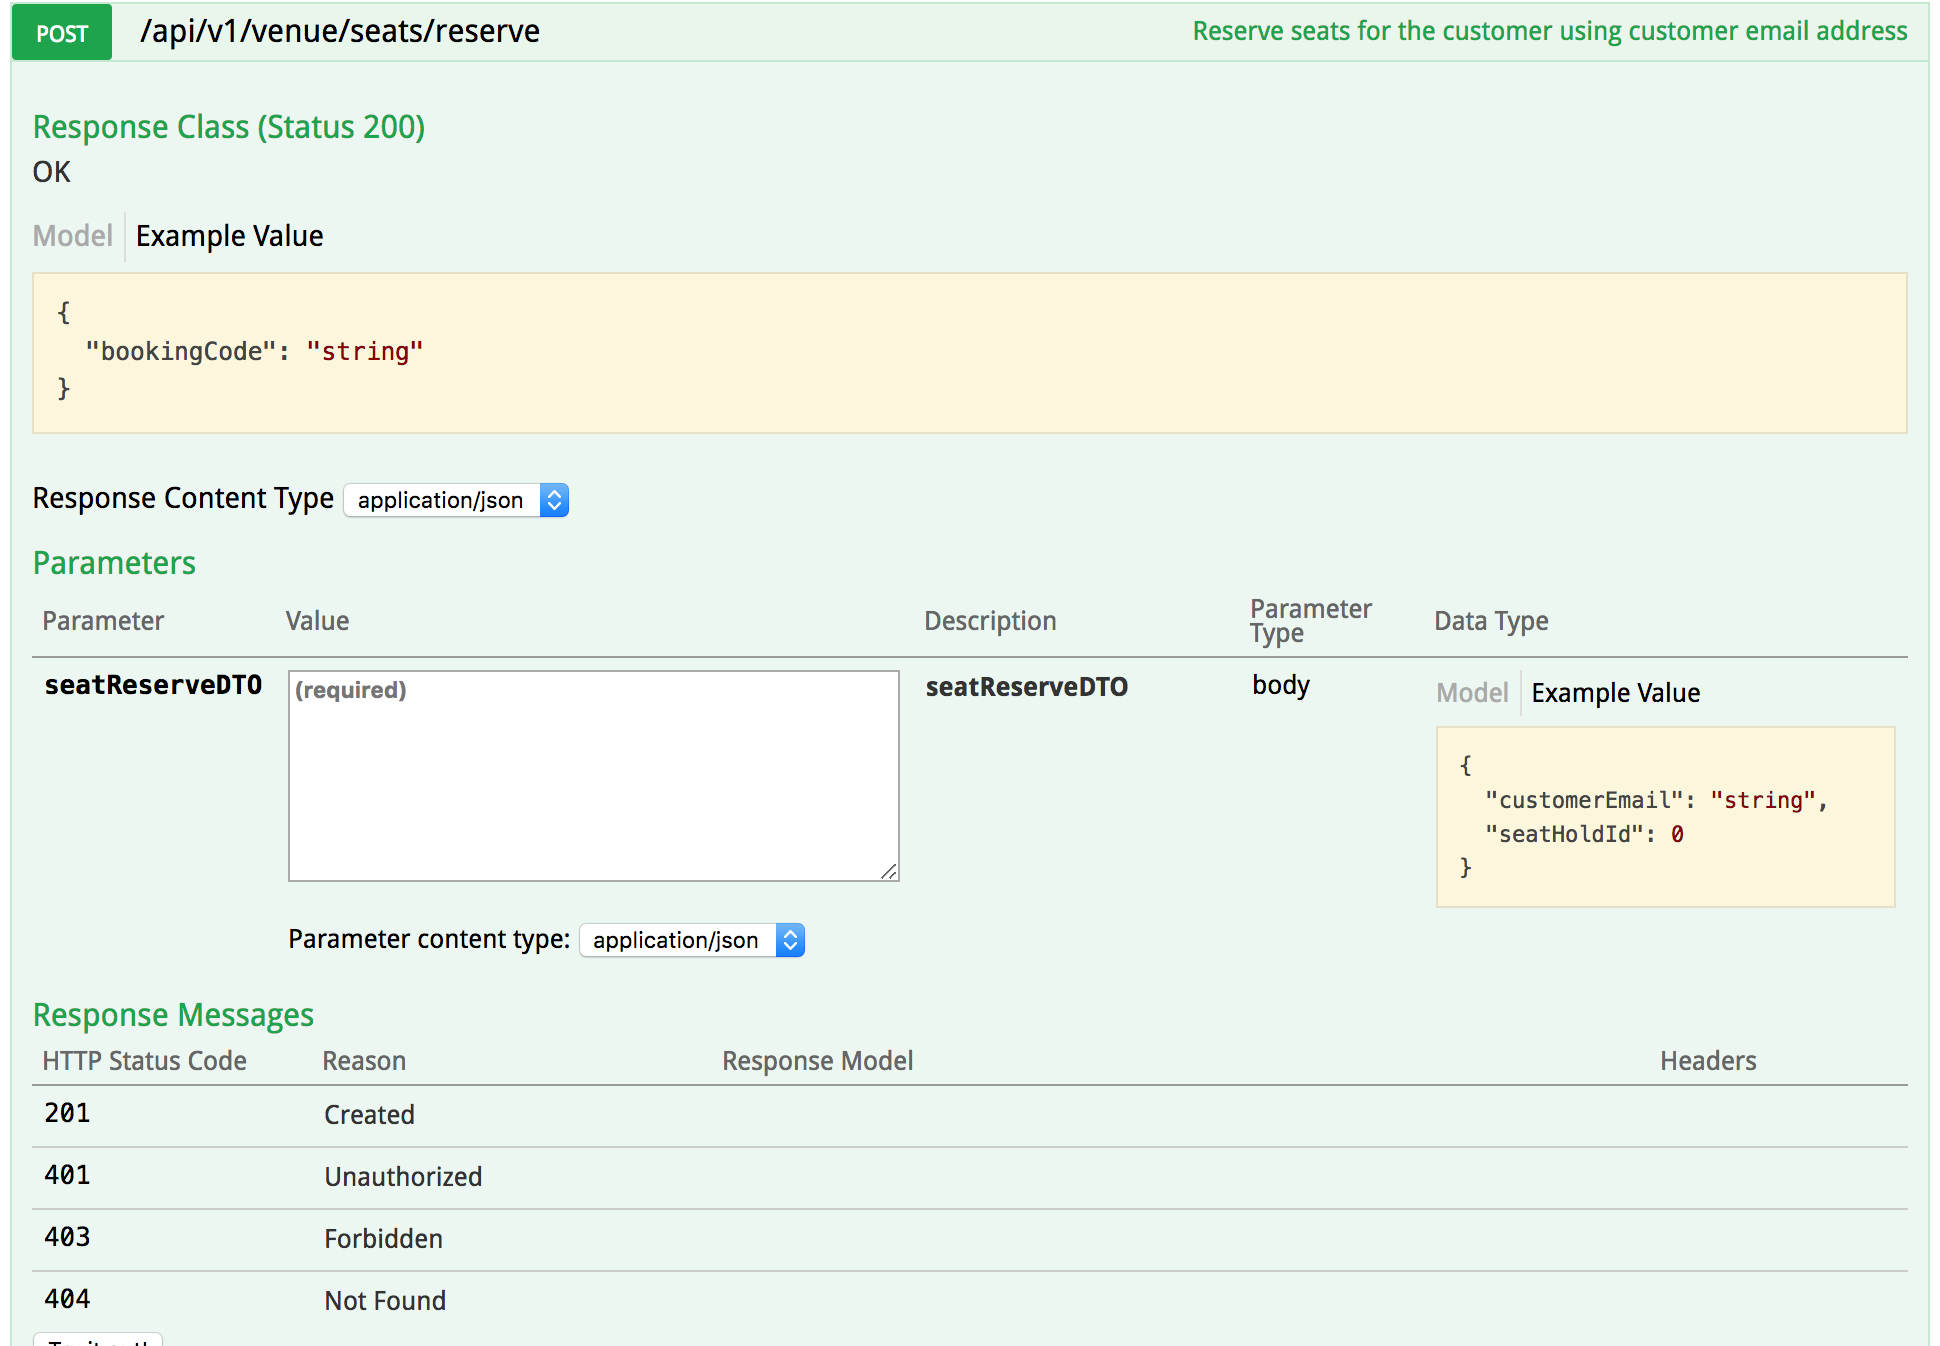 POST /api/v1/venue/seats/reserve Reserve seats for the customer using customer email address
Response Class (Status 200)
OK
Model Example Value
{
"bookingCode": "string"
}
Response Content Type application/json
Parameters
Parameter Value Description Parameter Type Data Type
seatReserveDTO (required) seatReserveDTO body Model Example Value
{
"customerEmail": "string",
"seatHoldId": 0
}
Parameter content type: application/json
Response Messages
HTTP Status Code Reason Response Model Headers
201 Created
401 Unauthorized
403 Forbidden
404 Not Found